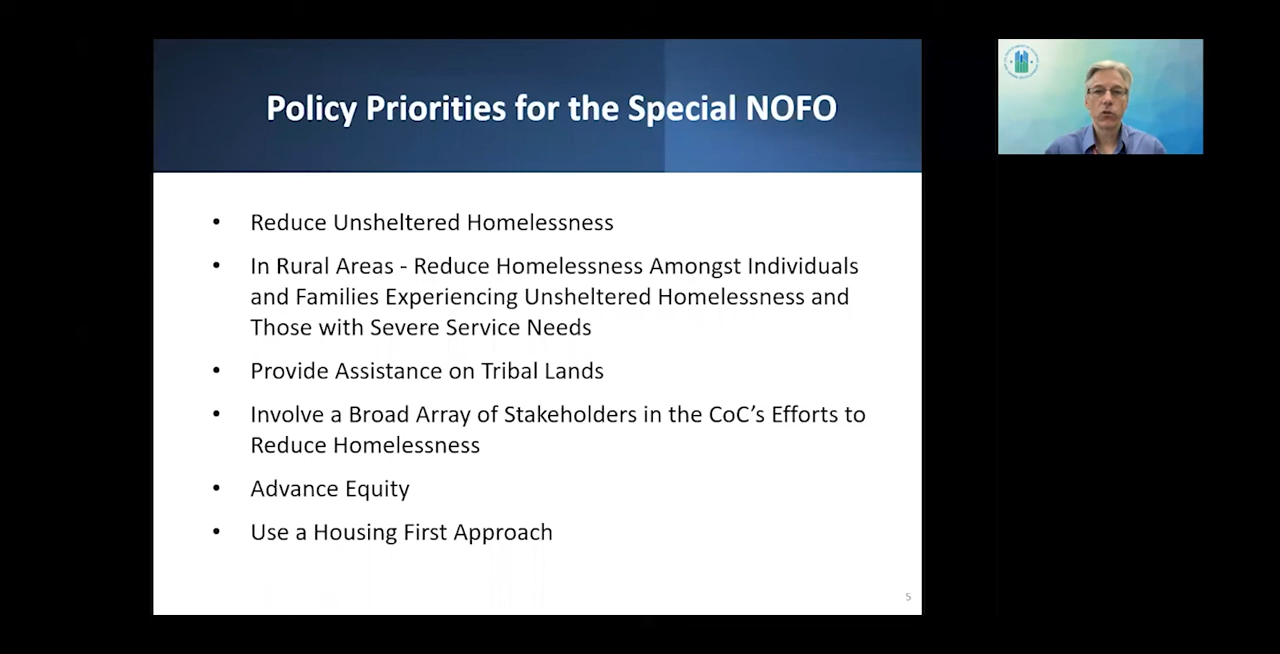 Policy Priorities for the Special NOFO
• Reduce Unsheltered Homelessness
• In Rural Areas - Reduce Homelessness Amongst Individuals
and Families Experiencing Unsheltered Homelessness and
Those with Severe Service Needs
• Provide Assistance on Tribal Lands
• Involve a Broad Array of Stakeholders in the CoC’s Efforts to
Reduce Homelessness
• Advance Equity
• Use a Housing First Approach
5